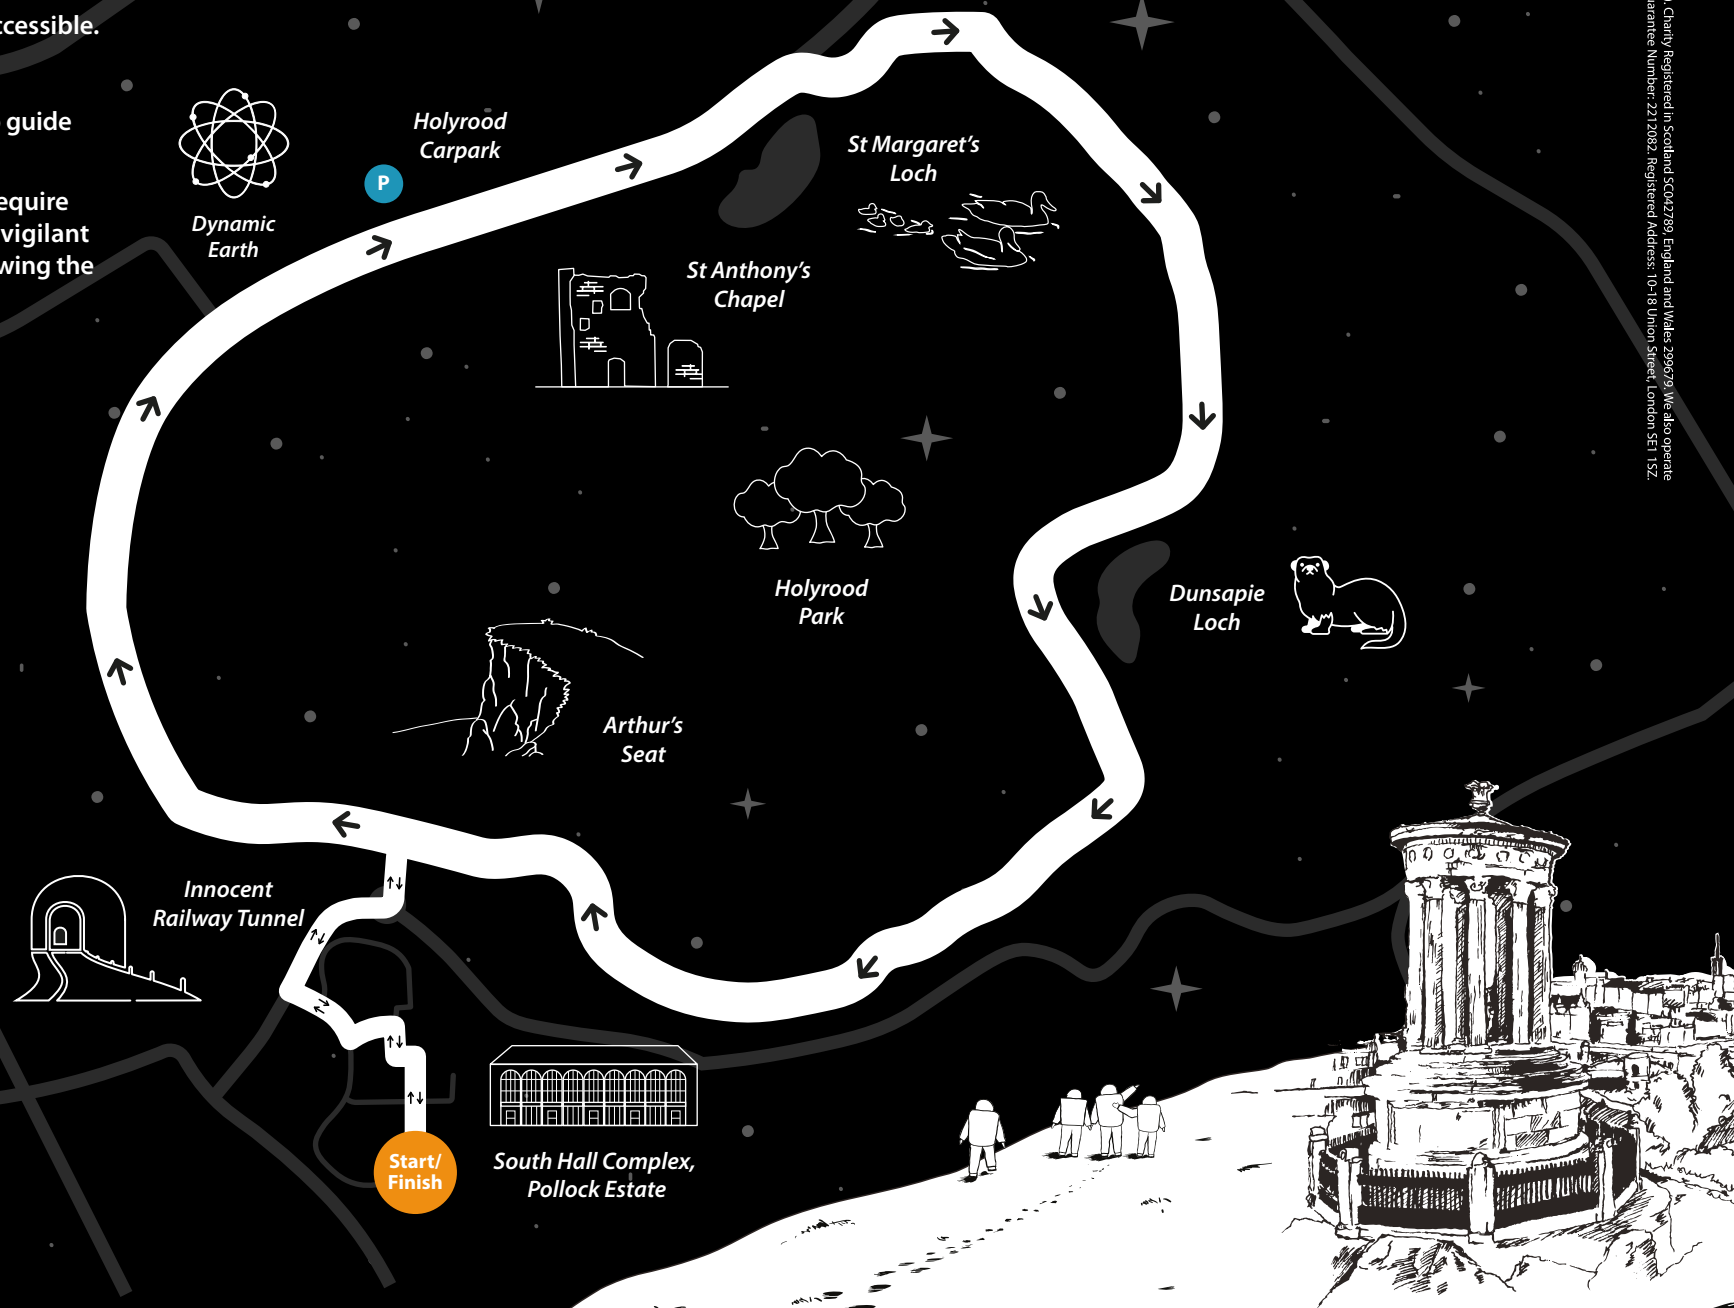 ccessible.
guide
equire
vigilant
wing the
Holyrood
Carpark
P
Dynamic
Earth
St Margaret's
Loch
St Anthony's
Chapel
Holyrood
Park
Dunsapie
Loch
Arthur's
Seat
Innocent
Railway Tunnel
Start/
Finish
South Hall Complex,
Pollock Estate
. Charity Registered in Scotland SC042789, England and Wales 299679. We also operate
uarantee Number: 2212082. Registered Address: 10-18 Union Street, London SE1 1SZ.